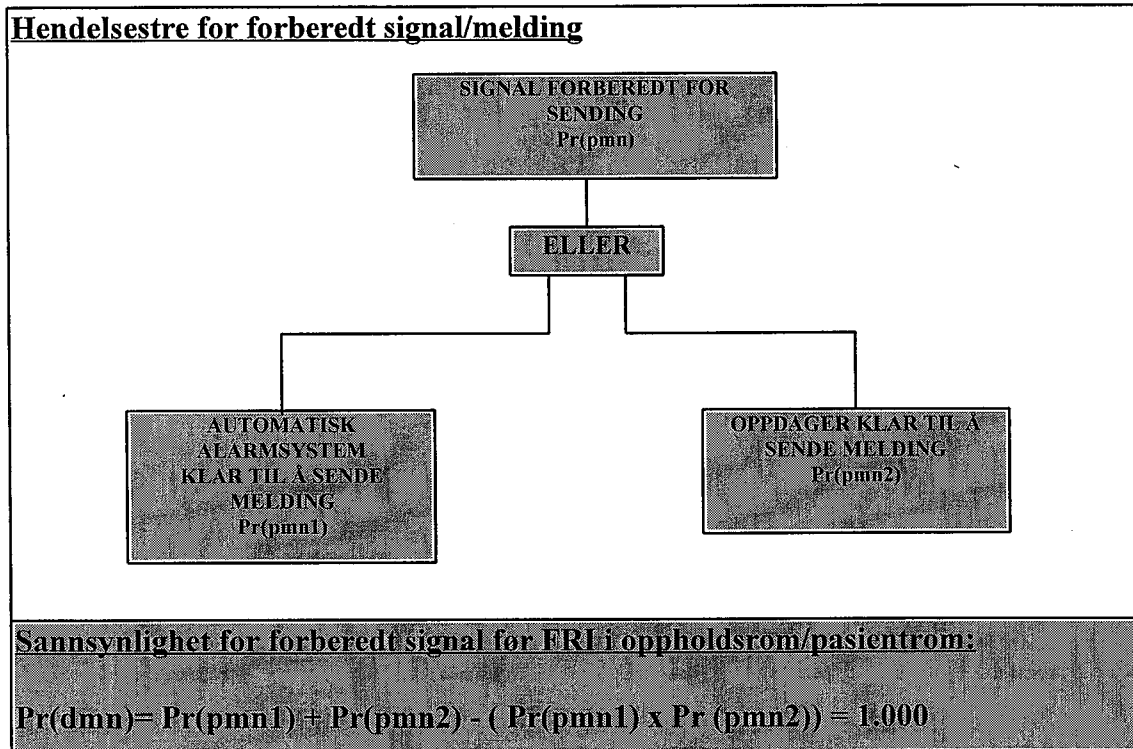 Hendelsestre for forberedt signal/melding
SIGNAL FORBEREDT FOR
SENDING
Pr(pmn)
ELLER
AUTOMATISK
ALARMSYSTEM
KLAR TIL Å SENDE
MELDING
Pr(pmn1)
OPPDAGER KLAR TIL Å
SENDE MELDING
Pr(pmn2)
Sannsynlighet for forberedt signal før FRI i oppholdsrom/pasientrom:
Pr(dmn)= Pr(pmn1) + Pr(pmn2) - ( Pr(pmn1) x Pr (pmn2)) = 1.000